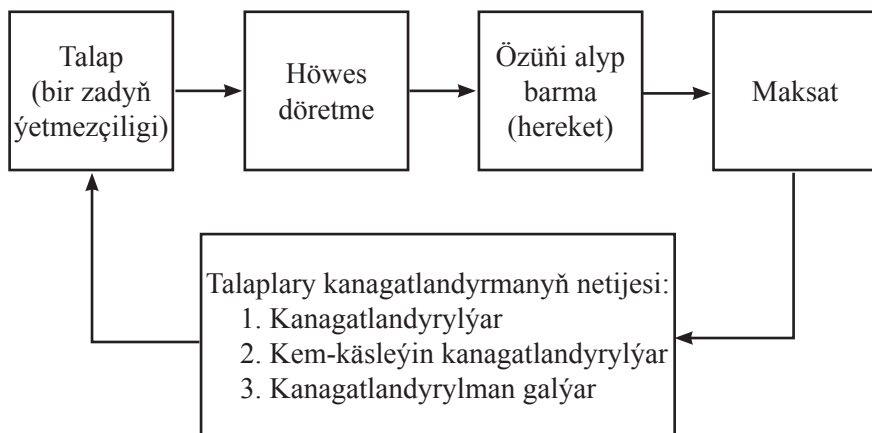 Talap
(bir zadyň
ýetmezçiligi)
Höwes
döretme
Özüňi alyp
barma
(hereket)
Maksat
Talaplary kanagatlandyrmanyň netijesi:
1. Kanagatlandyrylýar
2. Kem-käsleýin kanagatlandyrylýar
3. Kanagatlandyrylman galýar